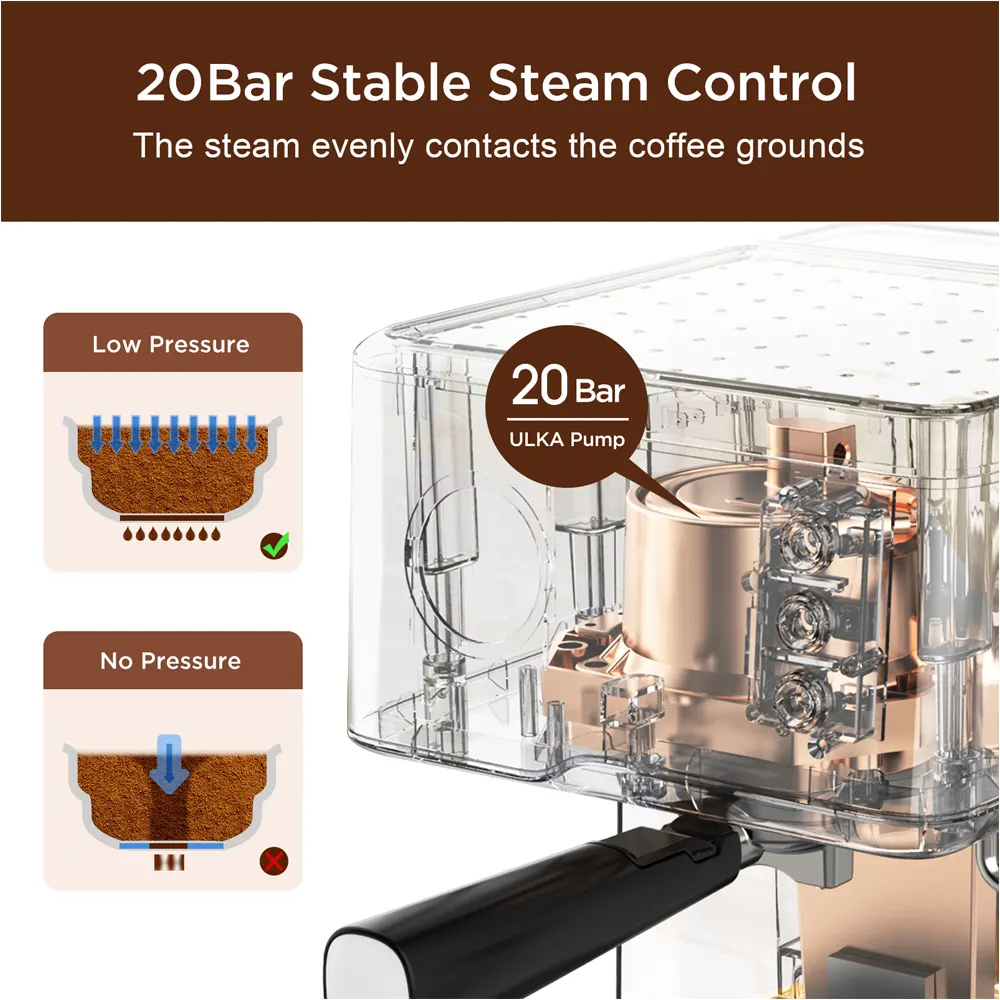 20Bar Stable Steam Control
The steam evenly contacts the coffee grounds
Low Pressure
20 Bar
ULKA Pump
No Pressure